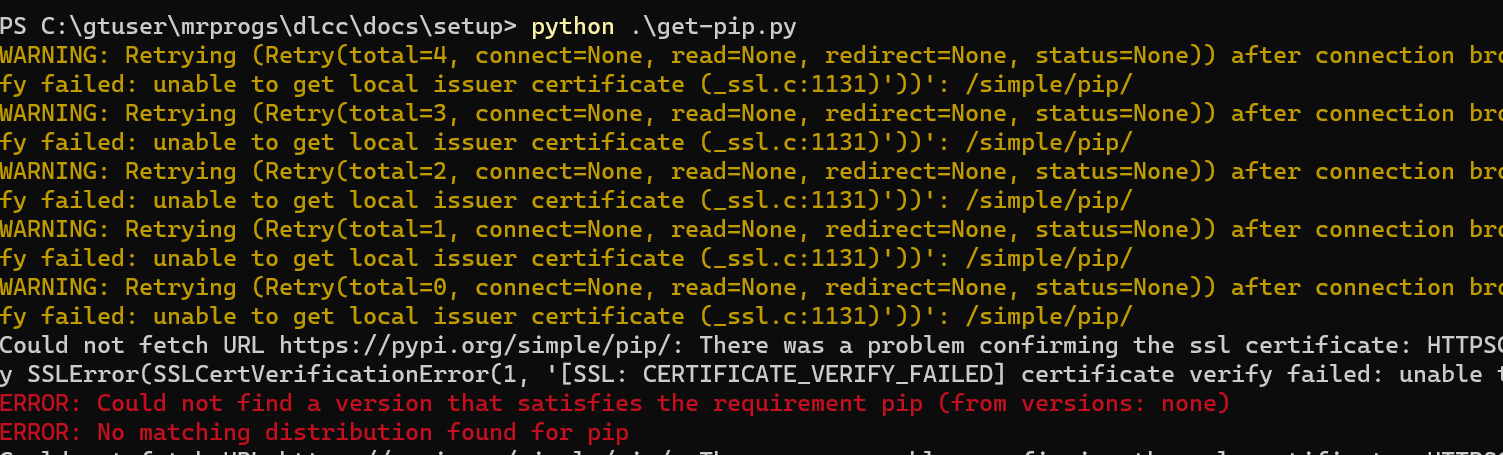 PS C:\gtuser\mrprogs\dlcc\docs\setup> python .\get-pip.py
WARNING: Retrying (Retry(total=4, connect=None, read=None, redirect=None, status=None)) after connection bro
fy failed: unable to get local issuer certificate (_ssl.c:1131)'))': /simple/pip/
WARNING: Retrying (Retry(total=3, connect=None, read=None, redirect=None, status=None)) after connection bro
fy failed: unable to get local issuer certificate (_ssl.c:1131)'))': /simple/pip/
WARNING: Retrying (Retry(total=2, connect=None, read=None, redirect=None, status=None)) after connection bro
fy failed: unable to get local issuer certificate (_ssl.c:1131)'))': /simple/pip/
WARNING: Retrying (Retry(total=1, connect=None, read=None, redirect=None, status=None)) after connection bro
fy failed: unable to get local issuer certificate (_ssl.c:1131)'))': /simple/pip/
WARNING: Retrying (Retry(total=0, connect=None, read=None, redirect=None, status=None)) after connection bro
fy failed: unable to get local issuer certificate (_ssl.c:1131)'))': /simple/pip/
Could not fetch URL https://pypi.org/simple/pip/: There was a problem confirming the ssl certificate: HTTPSC
y SSLError(SSLCertVerificationError(1, '[SSL: CERTIFICATE_VERIFY_FAILED] certificate verify failed: unable t
ERROR: Could not find a version that satisfies the requirement pip (from versions: none)
ERROR: No matching distribution found for pip